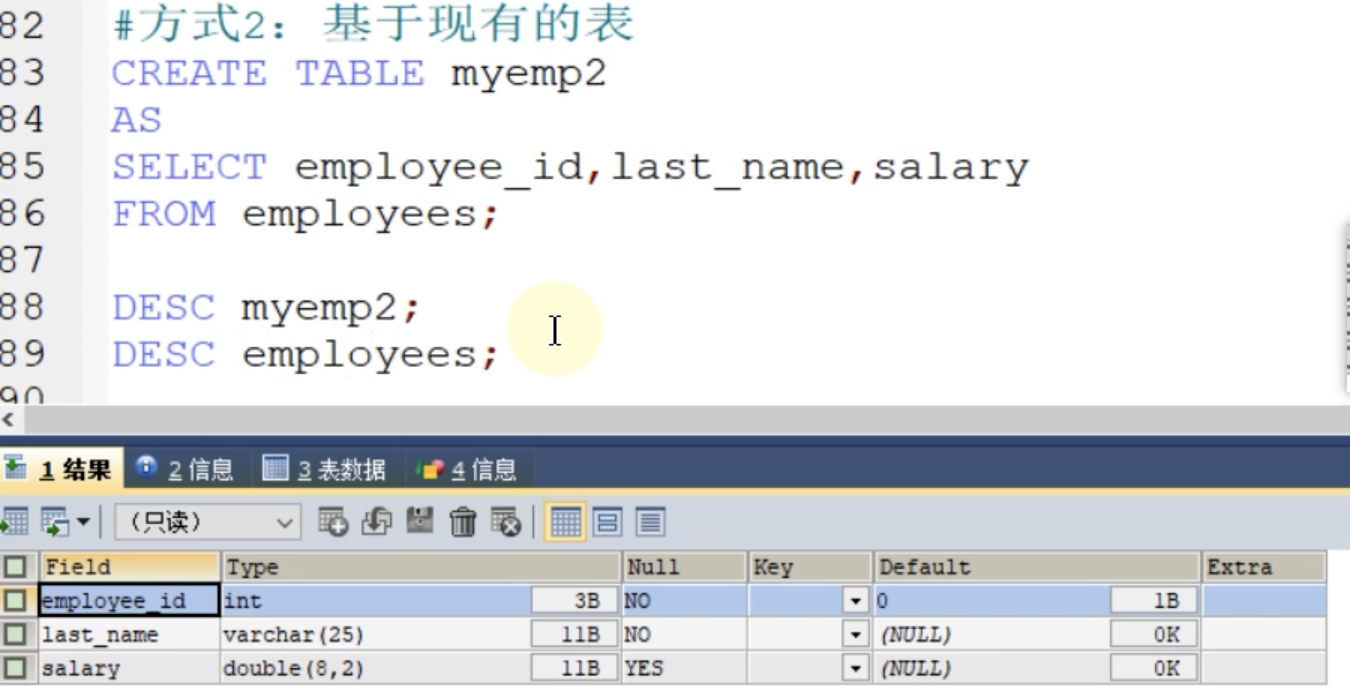 82 #方式2：基于现有的表
83 CREATE TABLE myemp2
84 AS
85 SELECT employee_id,last_name,salary
86 FROM employees;
87
88 DESC myemp2;
89 DESC employees;
90
1 结果 2 信息 3 表数据 4 信息
（只读）
Field Type Null Key Default Extra
employee_id int 3B NO 0 1B
last_name varchar(25) 11B NO (NULL) 0K
salary double(8,2) 11B YES (NULL) 0K